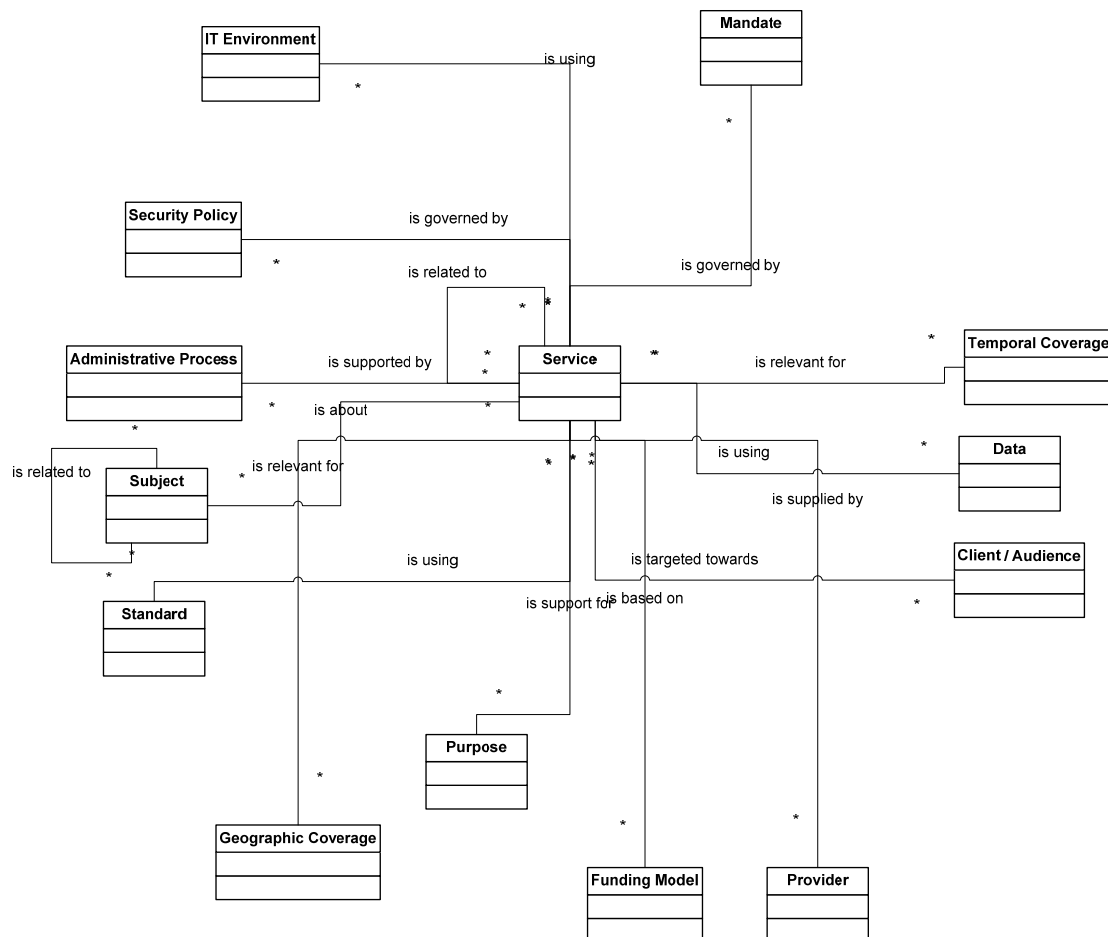 Mandate
IT Environment
is using
*
*
Security Policy
is governed by
*
is governed by
is related to
*
*
*
*
Temporal Coverage
Administrative Process
is supported by
*
Service
**
is relevant for
*
*
is about
*
*
is related to
Subject
*
is relevant for
*
*
*
*
is using
*
Data
is supplied by
*
*
is using
is targeted towards
Client / Audience
Standard
is support for
is based on
*
*
Purpose
*
Geographic Coverage
*
*
Funding Model
Provider